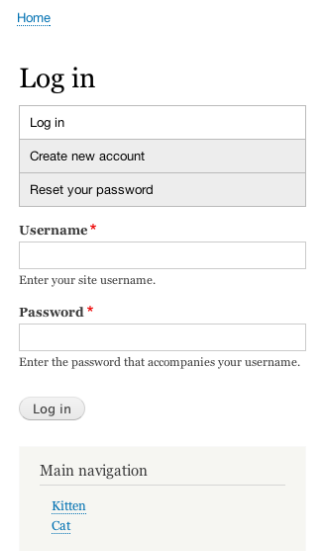 Home
Log in
Log in
Create new account
Reset your password
Username*
Enter your site username.
Password *
Enter the password that accompanies your username.
Log in
Main navigation
Kitten
Cat